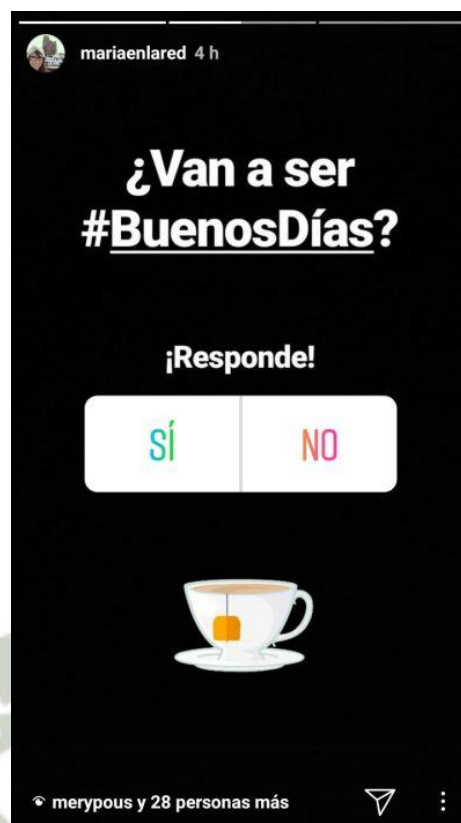 mariaenlared 4 h
¿Van a ser
#BuenosDías?
¡Responde!
SÍ NO
merypous y 28 personas más